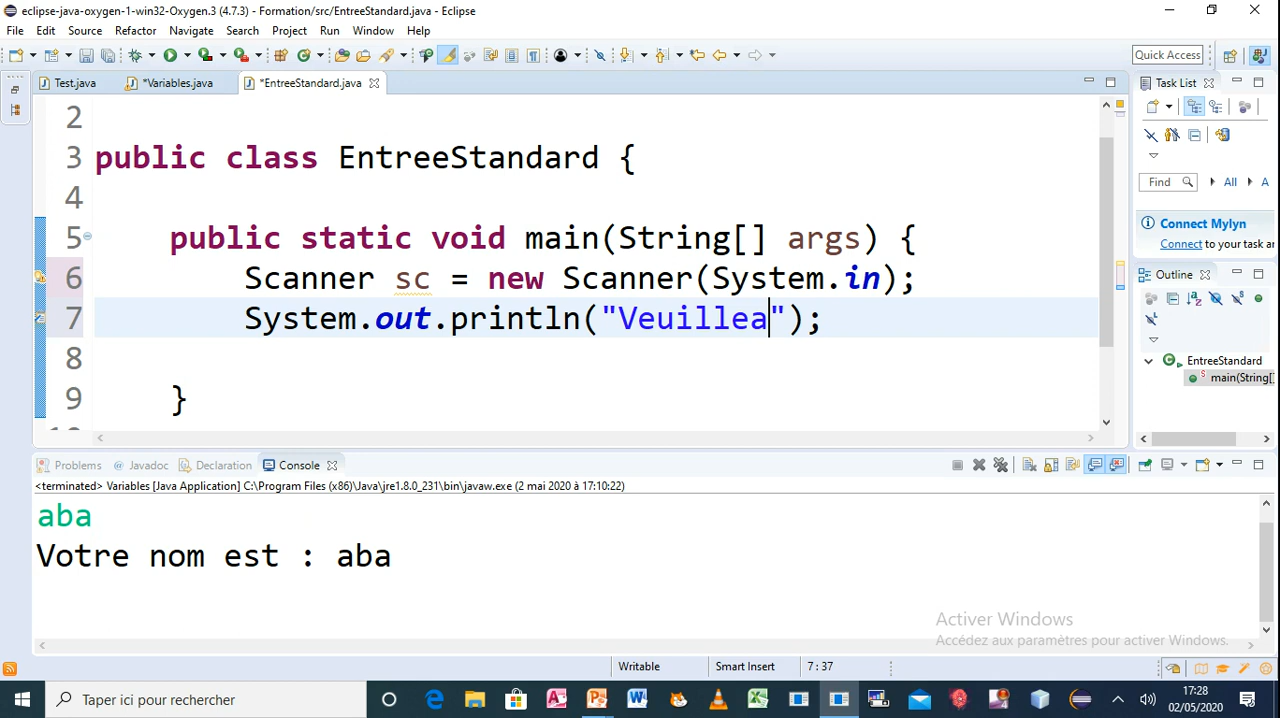 eclipse-java-oxygen-1-win32-Oxygen.3 (4.7.3) - Formation/src/EntreeStandard.java - Eclipse
File Edit Source Refactor Navigate Search Project Run Window Help
Quick Access
Test.java *Variables.java *EntreeStandard.java
Task List
2
3 public class EntreeStandard {
4
5 public static void main(String[] args) {
6 Scanner sc = new Scanner(System.in);
7 System.out.println("Veuillea");
8
9 }
Find All A
Connect Mylyn
Connect to your task an
Outline
EntreeStandard
main(String[]
Problems Javadoc Declaration Console
<terminated> Variables [Java Application] C:\Program Files (x86)\Java\jre1.8.0_231\bin\javaw.exe (2 mai 2020 à 17:10:22)
aba
Votre nom est : aba
Activer Windows
Accédez aux paramètres pour activer Windows.
Writable Smart Insert 7 : 37
Taper ici pour rechercher
17:28
02/05/2020